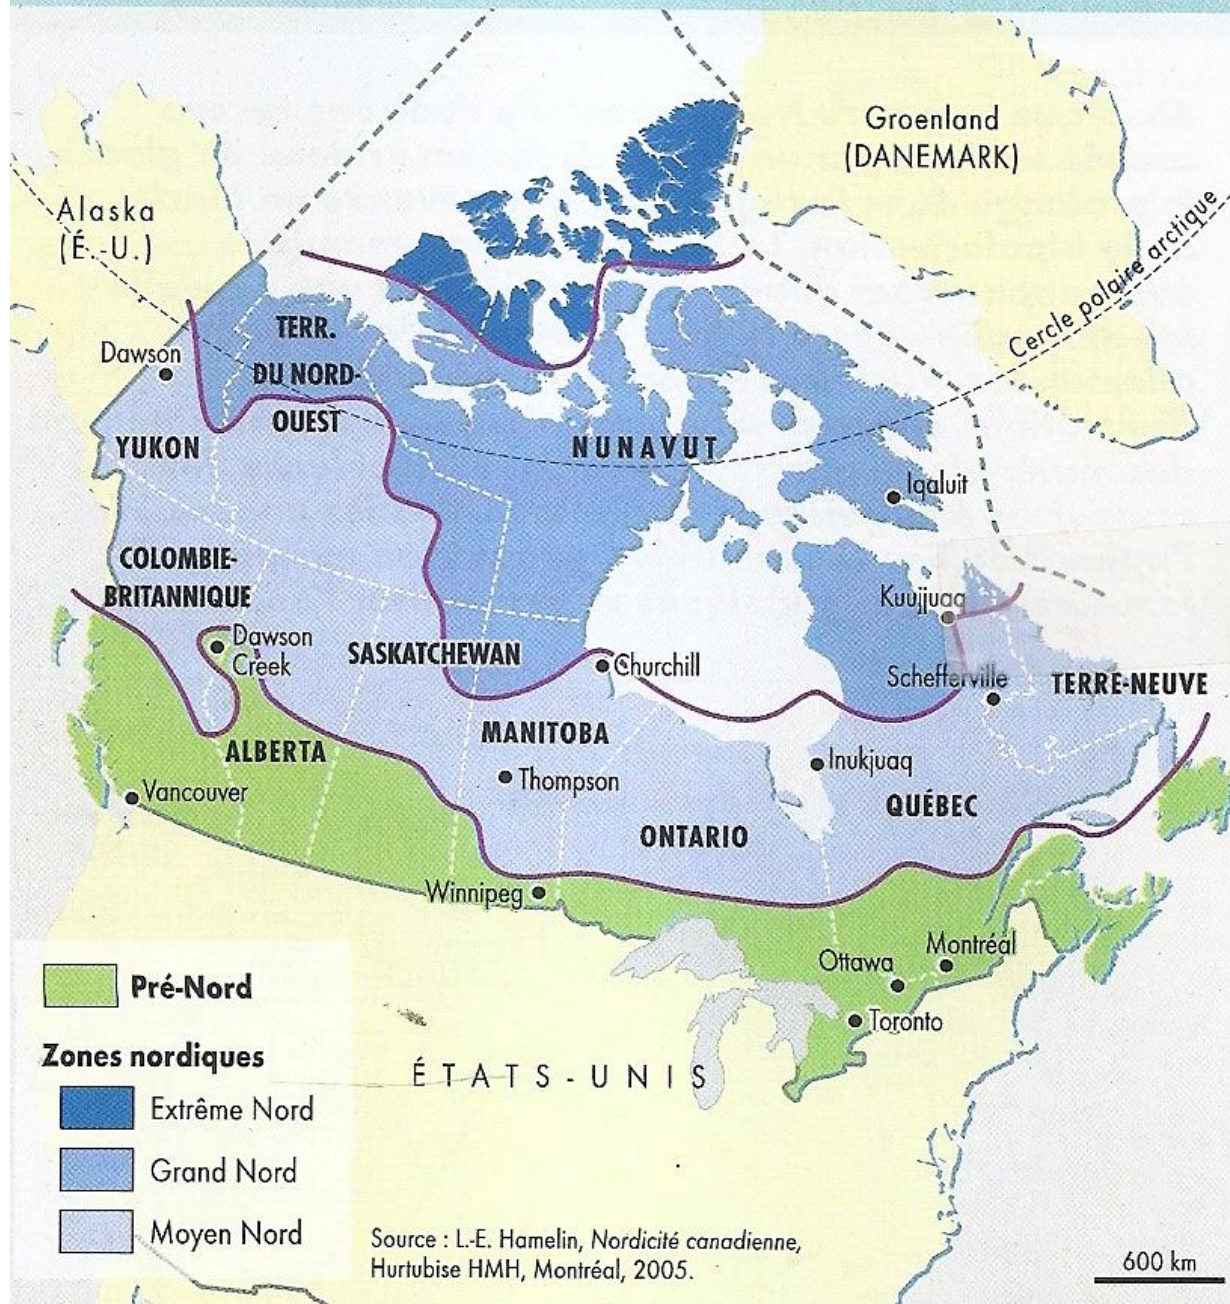 Groenland
(DANEMARK)
Alaska
(É.-U.)
Cercle polaire arctique
TERR.
DU NORD-
OUEST
Dawson
YUKON
NUNAVUT
Iqaluit
COLOMBIE-
BRITANNIQUE
Kuujjuaq
Dawson
Creek
SASKATCHEWAN
Churchill
Schefferville
TERRE-NEUVE
ALBERTA
MANITOBA
Inukjuaq
Thompson
Vancouver
QUÉBEC
ONTARIO
Winnipeg
Montréal
Ottawa
Toronto
Pré-Nord
Zones nordiques
ÉTATS-UNIS
Extrême Nord
Grand Nord
Moyen Nord
Source : L.-E. Hamelin, Nordicité canadienne,
Hurtubise HMH, Montréal, 2005.
600 km